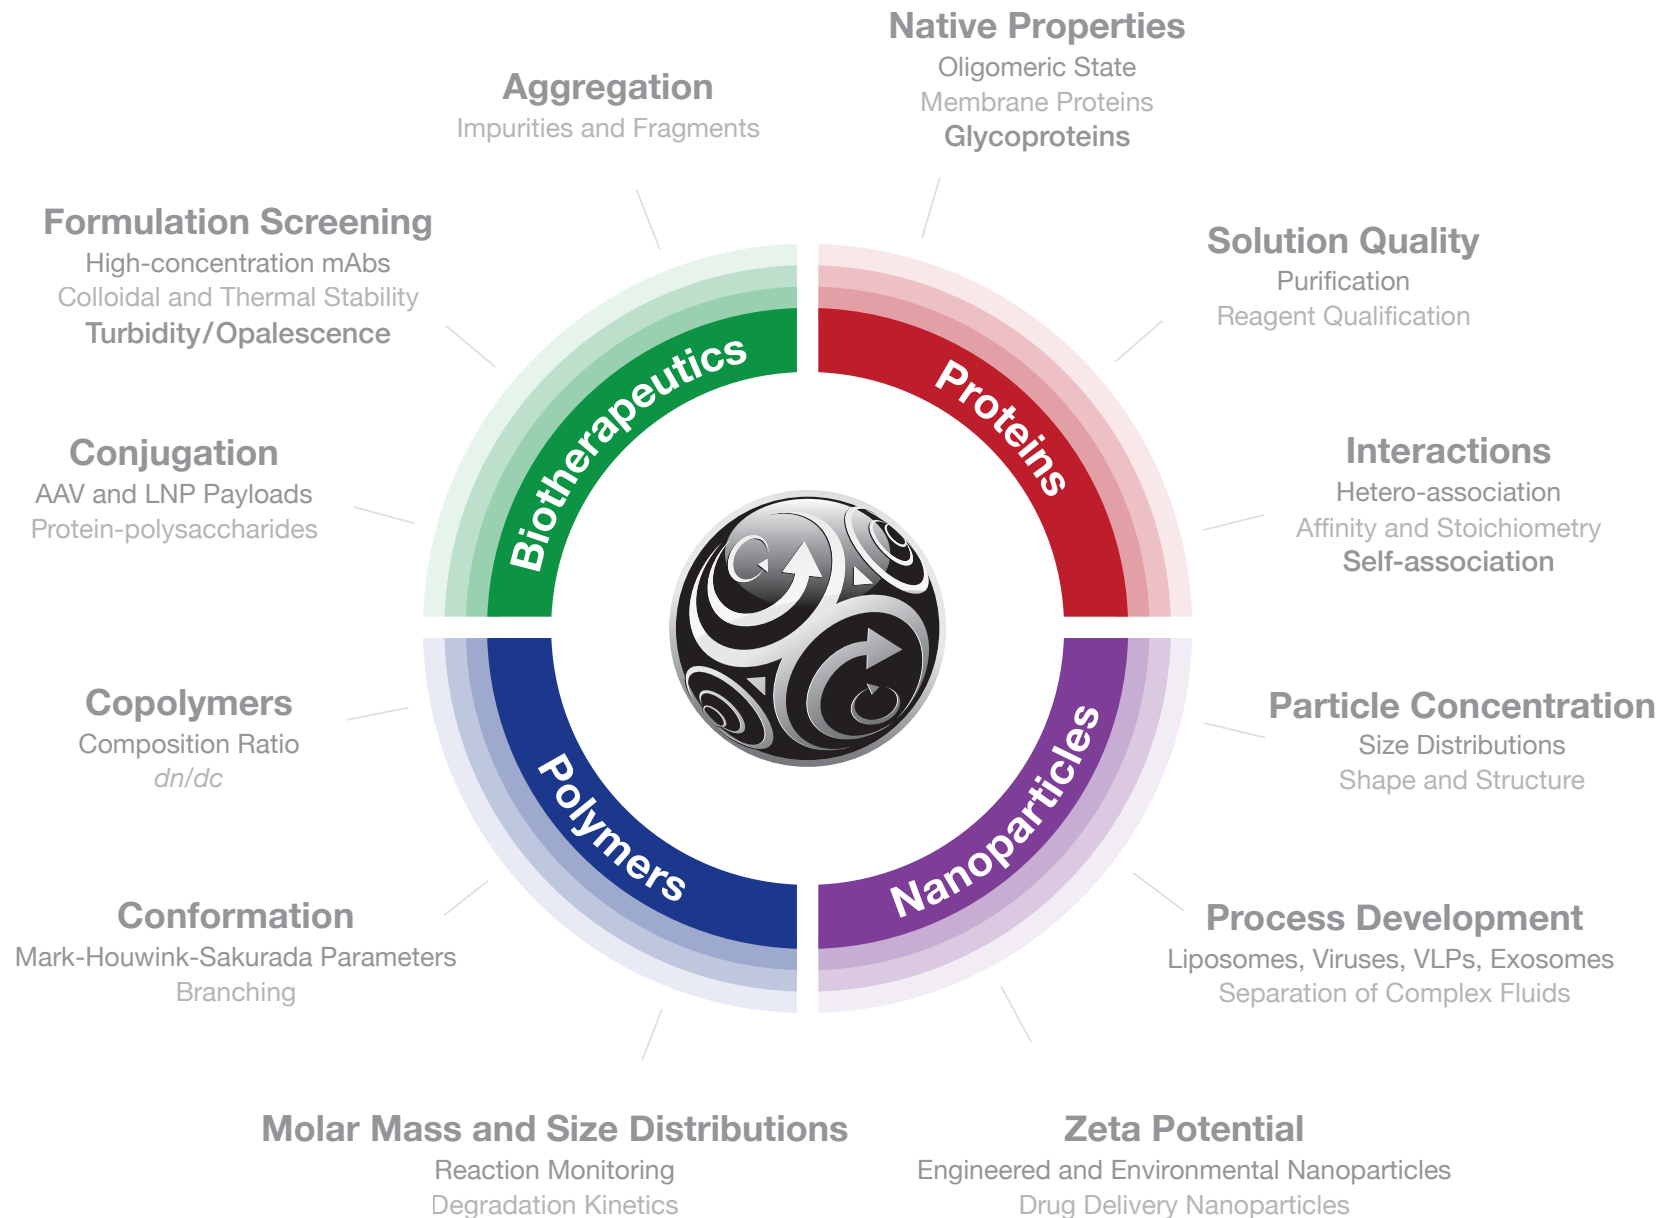 Native Properties
Oligomeric State
Membrane Proteins
Glycoproteins
Aggregation
Impurities and Fragments
Formulation Screening
High-concentration mAbs
Colloidal and Thermal Stability
Turbidity/Opalescence
Solution Quality
Purification
Reagent Qualification
Biotherapeutics
Proteins
Conjugation
AAV and LNP Payloads
Protein-polysaccharides
Interactions
Hetero-association
Affinity and Stoichiometry
Self-association
Copolymers
Composition Ratio
dn/dc
Polymers
Nanoparticles
Particle Concentration
Size Distributions
Shape and Structure
Conformation
Mark-Houwink-Sakurada Parameters
Branching
Process Development
Liposomes, Viruses, VLPs, Exosomes
Separation of Complex Fluids
Molar Mass and Size Distributions
Reaction Monitoring
Degradation Kinetics
Zeta Potential
Engineered and Environmental Nanoparticles
Drug Delivery Nanoparticles